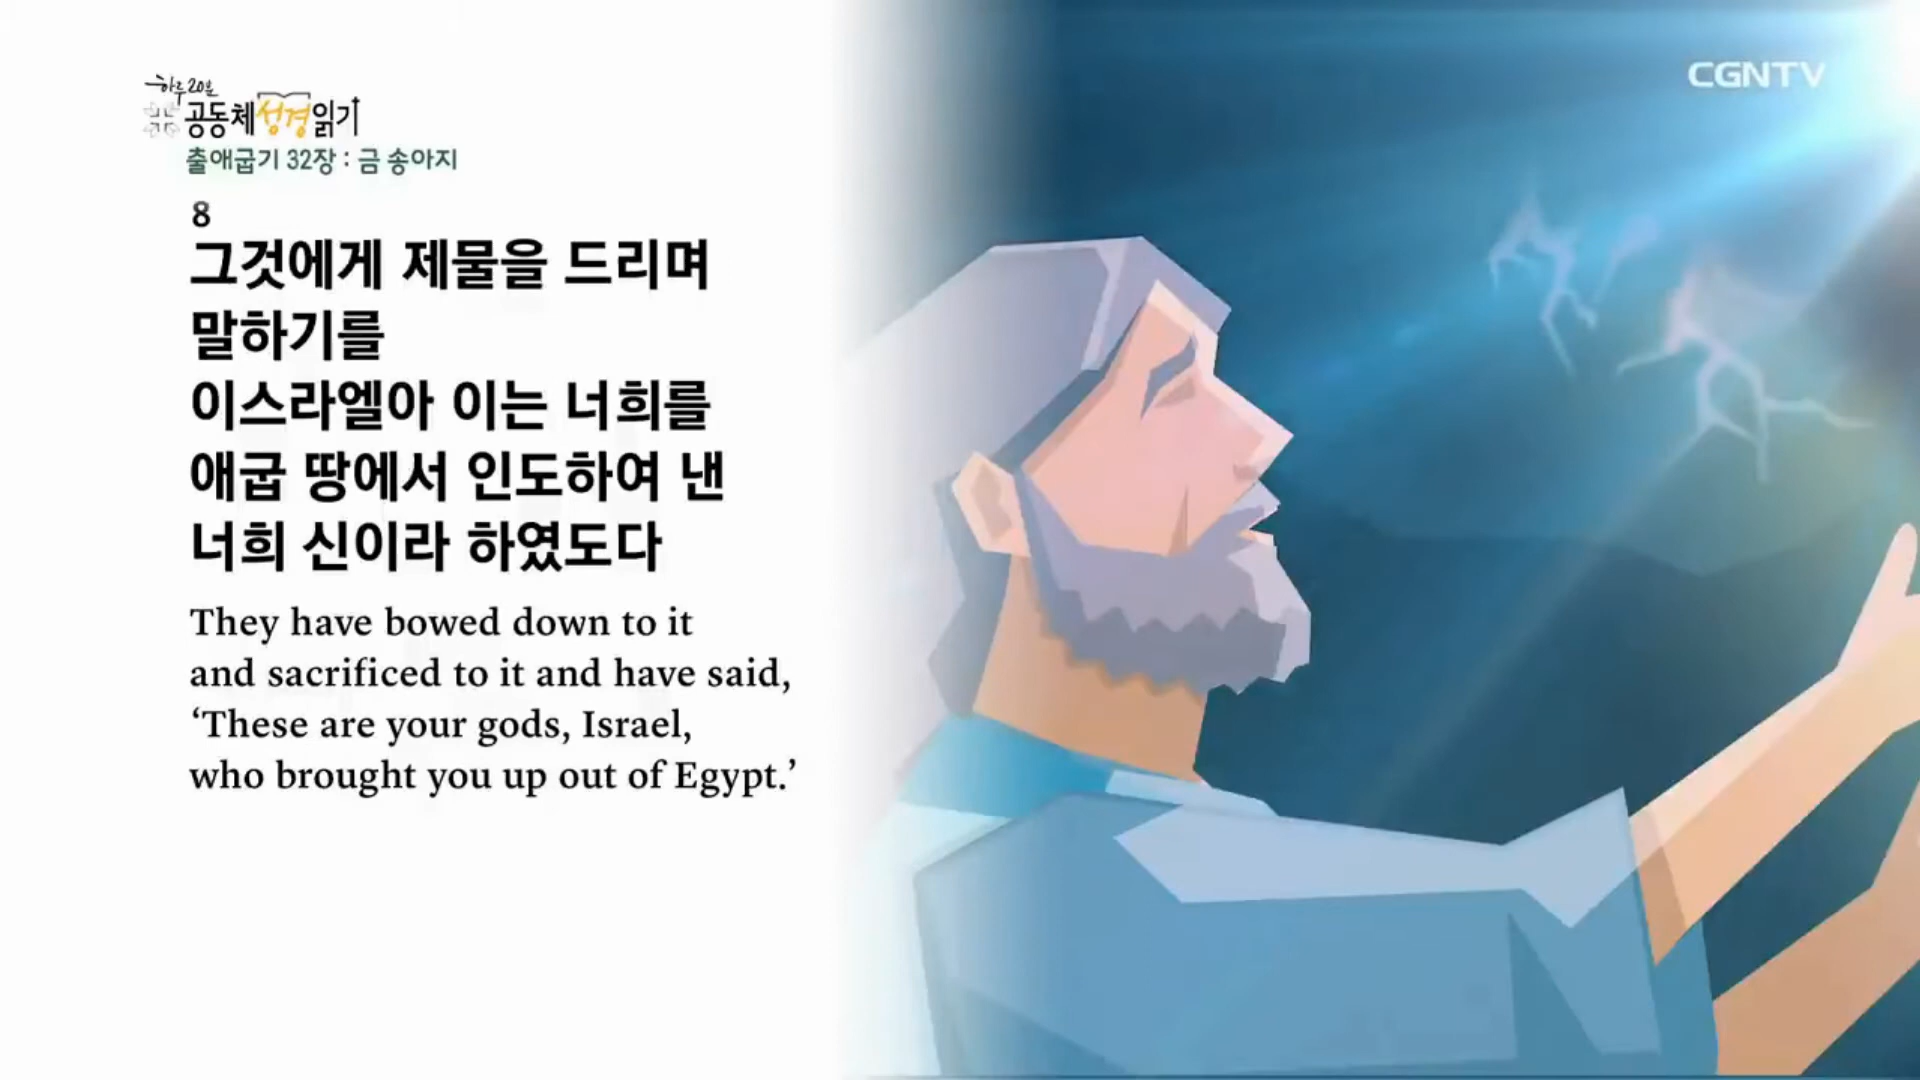 하루 20분
공동체성경읽기
CGNTV
출애굽기 32장 : 금 송아지
8
그것에게 제물을 드리며
말하기를
이스라엘아 이는 너희를
애굽 땅에서 인도하여 낸
너희 신이라 하였도다
They have bowed down to it
and sacrificed to it and have said,
‘These are your gods, Israel,
who brought you up out of Egypt.’